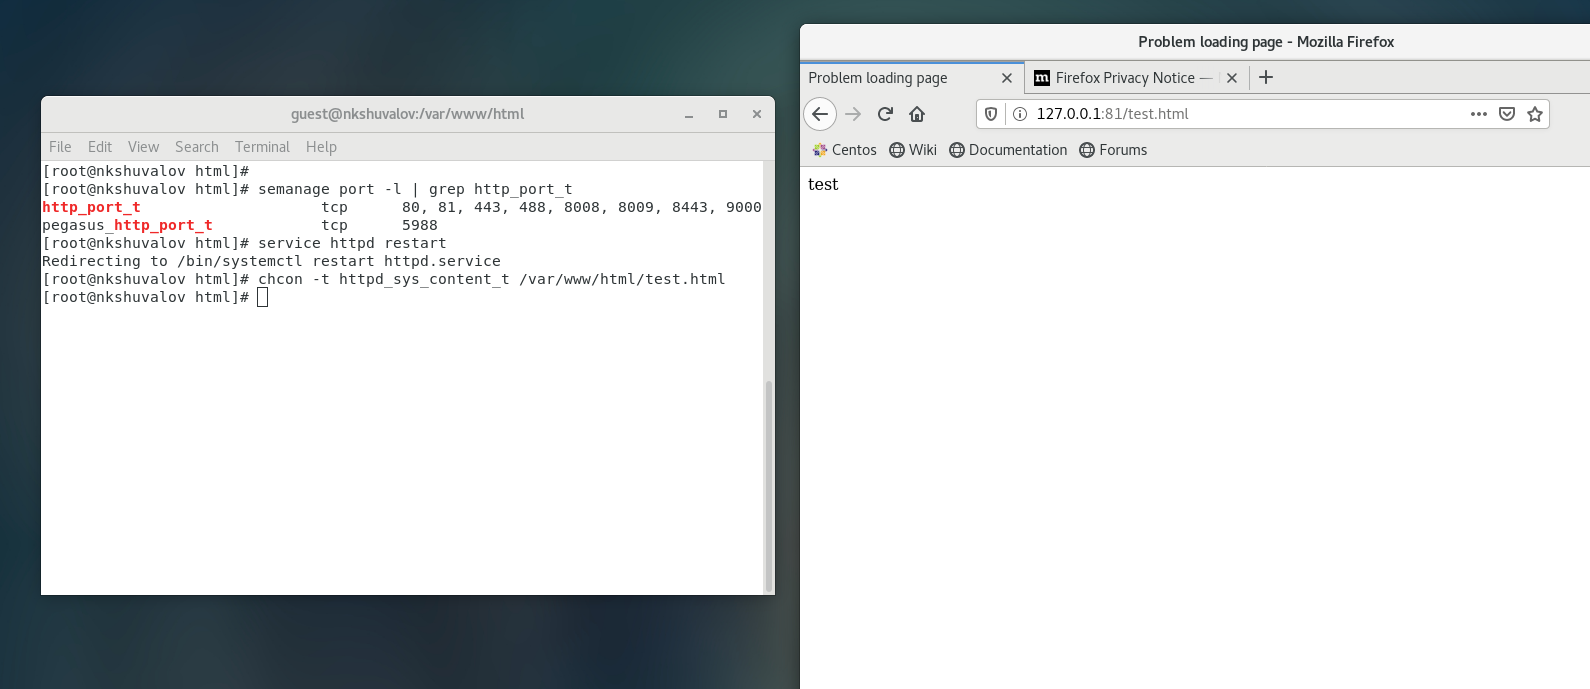 guest@nkshuvalov:/var/www/html
File Edit View Search Terminal Help
[root@nkshuvalov html]#
[root@nkshuvalov html]# semanage port -l | grep http_port_t
http_port_t                    tcp      80, 81, 443, 488, 8008, 8009, 8443, 9000
pegasus_http_port_t            tcp      5988
[root@nkshuvalov html]# service httpd restart
Redirecting to /bin/systemctl restart httpd.service
[root@nkshuvalov html]# chcon -t httpd_sys_content_t /var/www/html/test.html
[root@nkshuvalov html]#
Problem loading page - Mozilla Firefox
Problem loading page
Firefox Privacy Notice —
127.0.0.1:81/test.html
Centos Wiki Documentation Forums
test